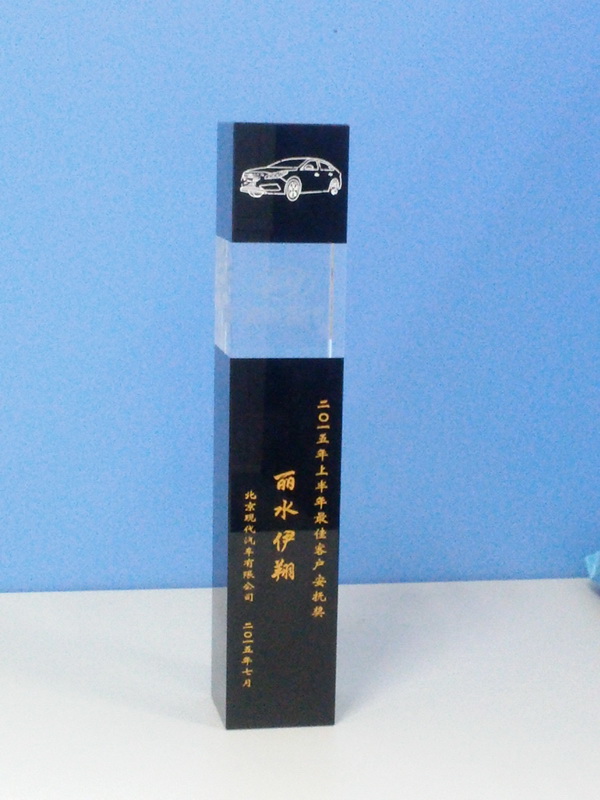 二〇一五年上半年最佳客户安抚奖
丽水伊翔
北京现代汽车有限公司 二〇一五年七月